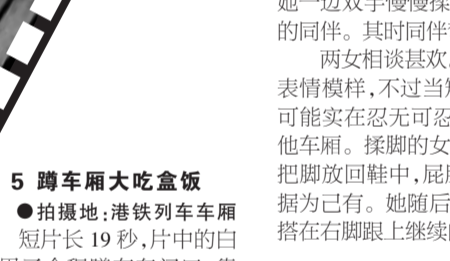 5 蹲车厢大吃盒饭
●拍摄地:港铁列车车厢
短片长 19 秒,片中的白
她一边双手慢慢揉
的同伴。其时同伴
两女相谈甚欢
表情模样,不过当
可能实在忍无可忍
他车厢。揉脚的女
把脚放回鞋中,屁
据为己有。她随后
搭在右脚跟上继续